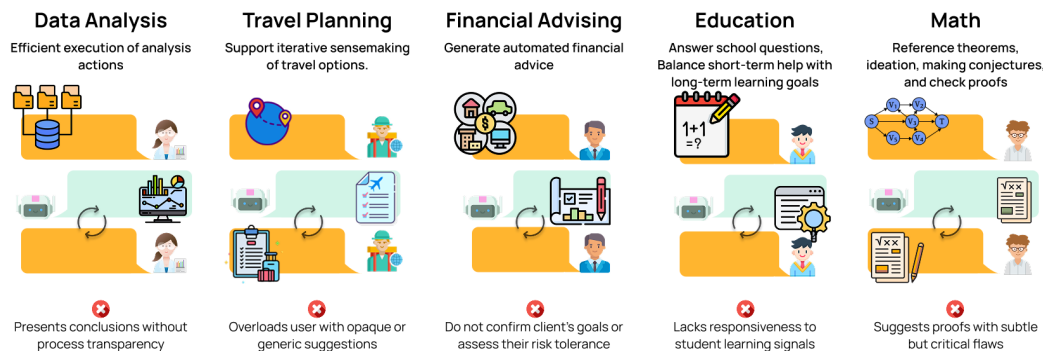 Data Analysis
Efficient execution of analysis
actions
Presents conclusions without
process transparency
Travel Planning
Support iterative sensemaking
of travel options.
Overloads user with opaque or
generic suggestions
Financial Advising
Generate automated financial
advice
$
Do not confirm client's goals or
assess their risk tolerance
Education
Answer school questions,
Balance short-term help with
long-term learning goals
1+1
=?
Lacks responsiveness to
student learning signals
Math
Reference theorems,
ideation, making conjectures,
and check proofs
V₁ V₂
S V₃ T
V₅ V₄
√xx
√xx
Suggests proofs with subtle
but critical flaws